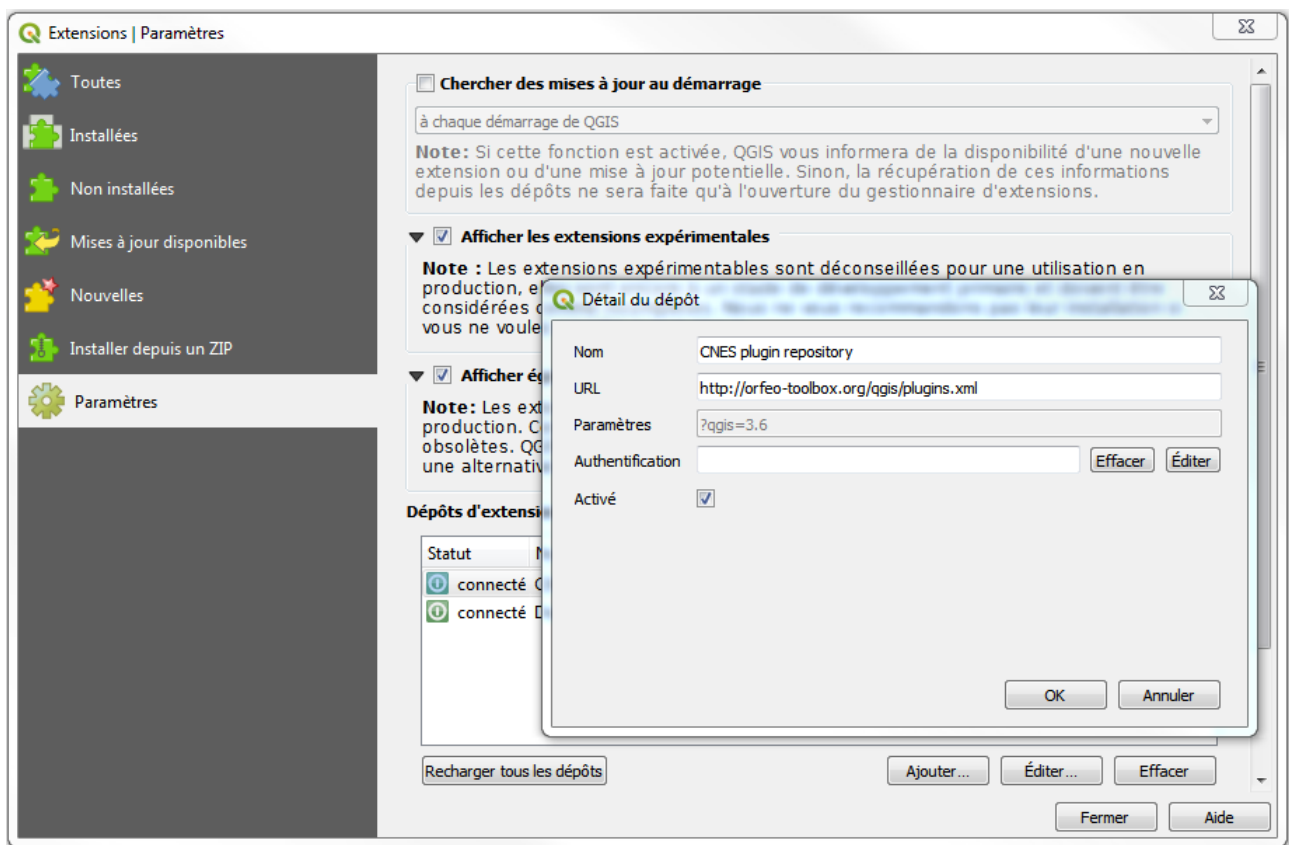 Extensions | Paramètres
Toutes
Installées
Non installées
Mises à jour disponibles
Nouvelles
Installer depuis un ZIP
Paramètres
Chercher des mises à jour au démarrage
à chaque démarrage de QGIS
Note: Si cette fonction est activée, QGIS vous informera de la disponibilité d'une nouvelle
extension ou d'une mise à jour potentielle. Sinon, la récupération de ces informations
depuis les dépôts ne sera faite qu'à l'ouverture du gestionnaire d'extensions.
Afficher les extensions expérimentales
Note : Les extensions expérimentables sont déconseillées pour une utilisation en
production,
considérées
vous ne
Afficher
Note: Les
production.
obsolètes.
une
Dépôts
Statut
connecté
connecté
Recharger tous les dépôts
Ajouter...
Éditer...
Effacer
Fermer
Aide
Détail du dépôt
Nom
CNES plugin repository
URL
http://orfeo-toolbox.org/qgis/plugins.xml
Paramètres
?qgis=3.6
Authentification
Effacer
Éditer
Activé
OK
Annuler